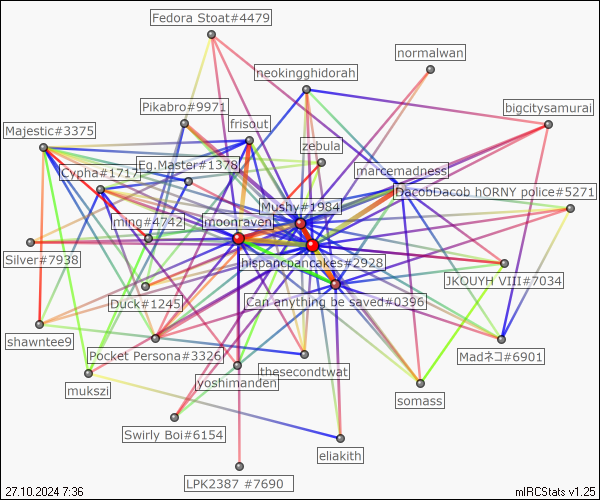 Fedora Stoat#4479
normalwan
neokingghidorah
Pikabro#9971
bigcitysamurai
Majestic#3375
frisout
zebula
Cypha#1717
Eg.Master#1378
marcemadness
DacobDacob hORNY police#5271
Mushy#1984
mino#4742
moonraven
Silver#7938
hispancpancakes#2928
JKOUYH VIII#7034
Duck#1245
Can anything be saved#0396
shawntee9
Pocket Persona#3326
Madネコ#6901
mukszi
yoshimanden
thesecondtwat
somass
Swirly Boi#6154
eliakith
LPK2387 #7690
27.10.2024 7:36
mIRCStats v1.25